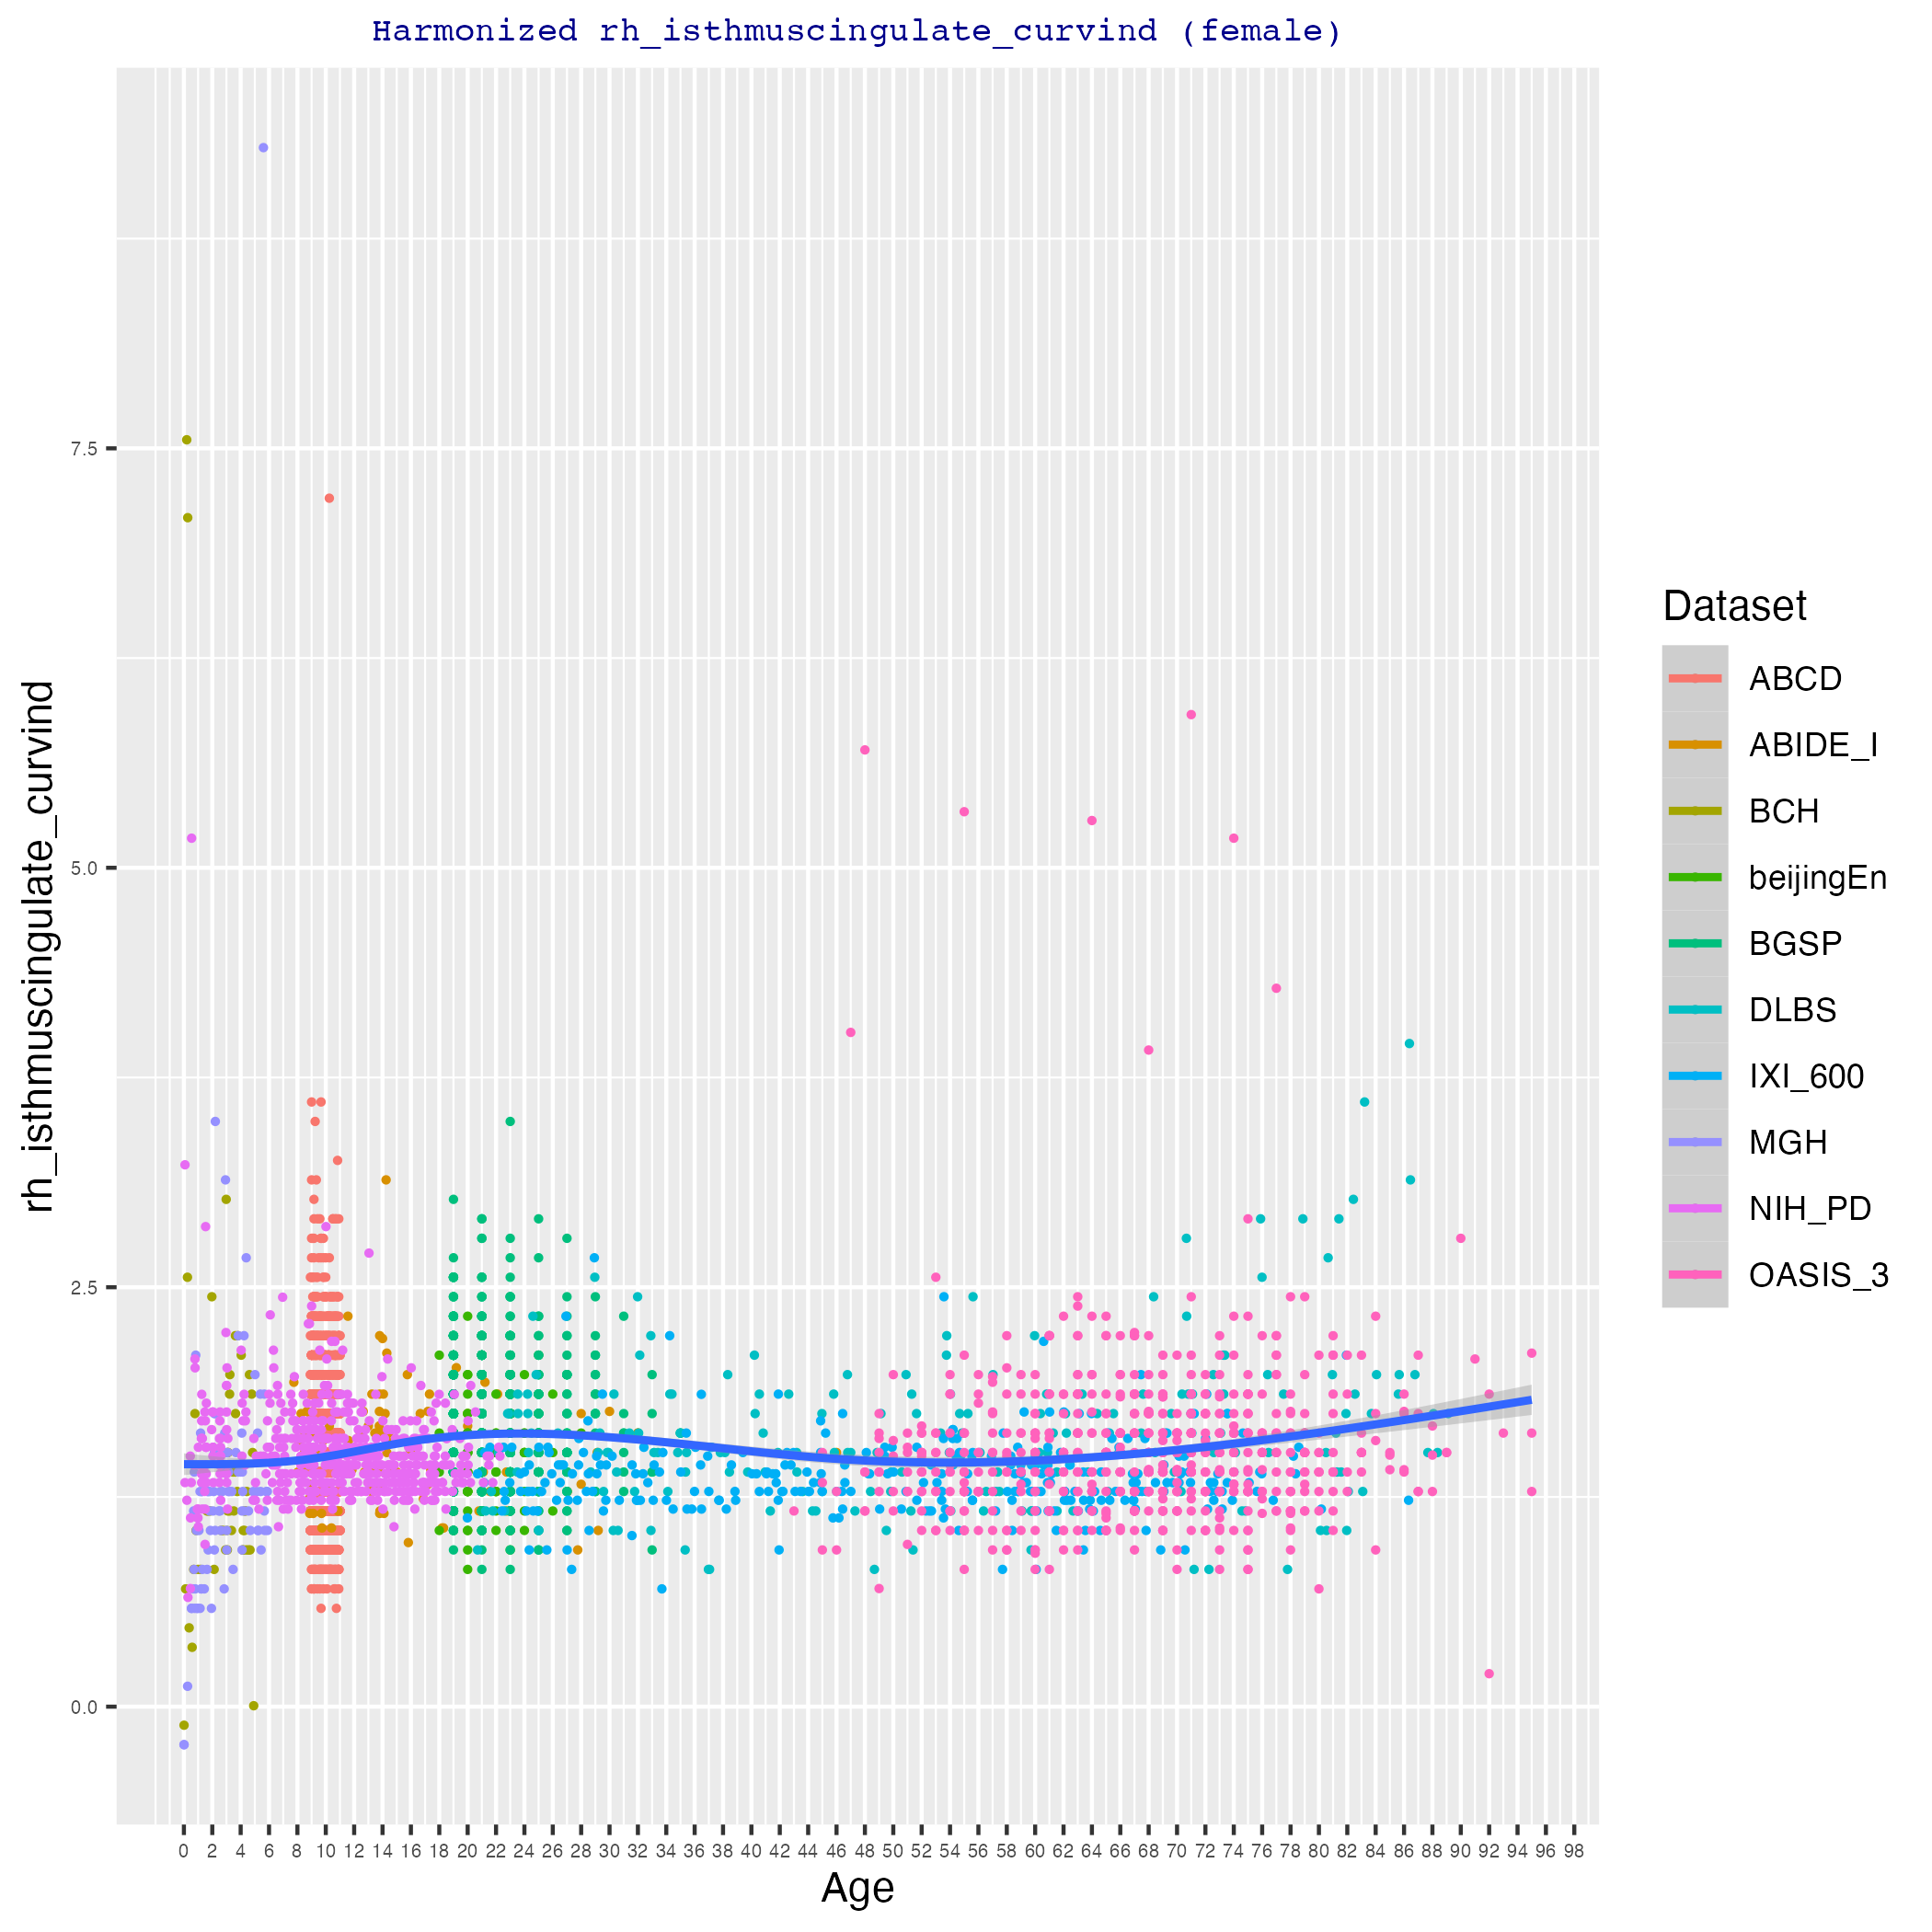 Harmonized rh_isthmuscingulate_curvind (female)
rh_isthmuscingulate_curvind
7.5
5.0
2.5
0.0
0 2 4 6 8 10 12 14 16 18 20 22 24 26 28 30 32 34 36 38 40 42 44 46 48 50 52 54 56 58 60 62 64 66 68 70 72 74 76 78 80 82 84 86 88 90 92 94 96 98
Age
Dataset
ABCD
ABIDE_I
BCH
beijingEn
BGSP
DLBS
IXI_600
MGH
NIH_PD
OASIS_3